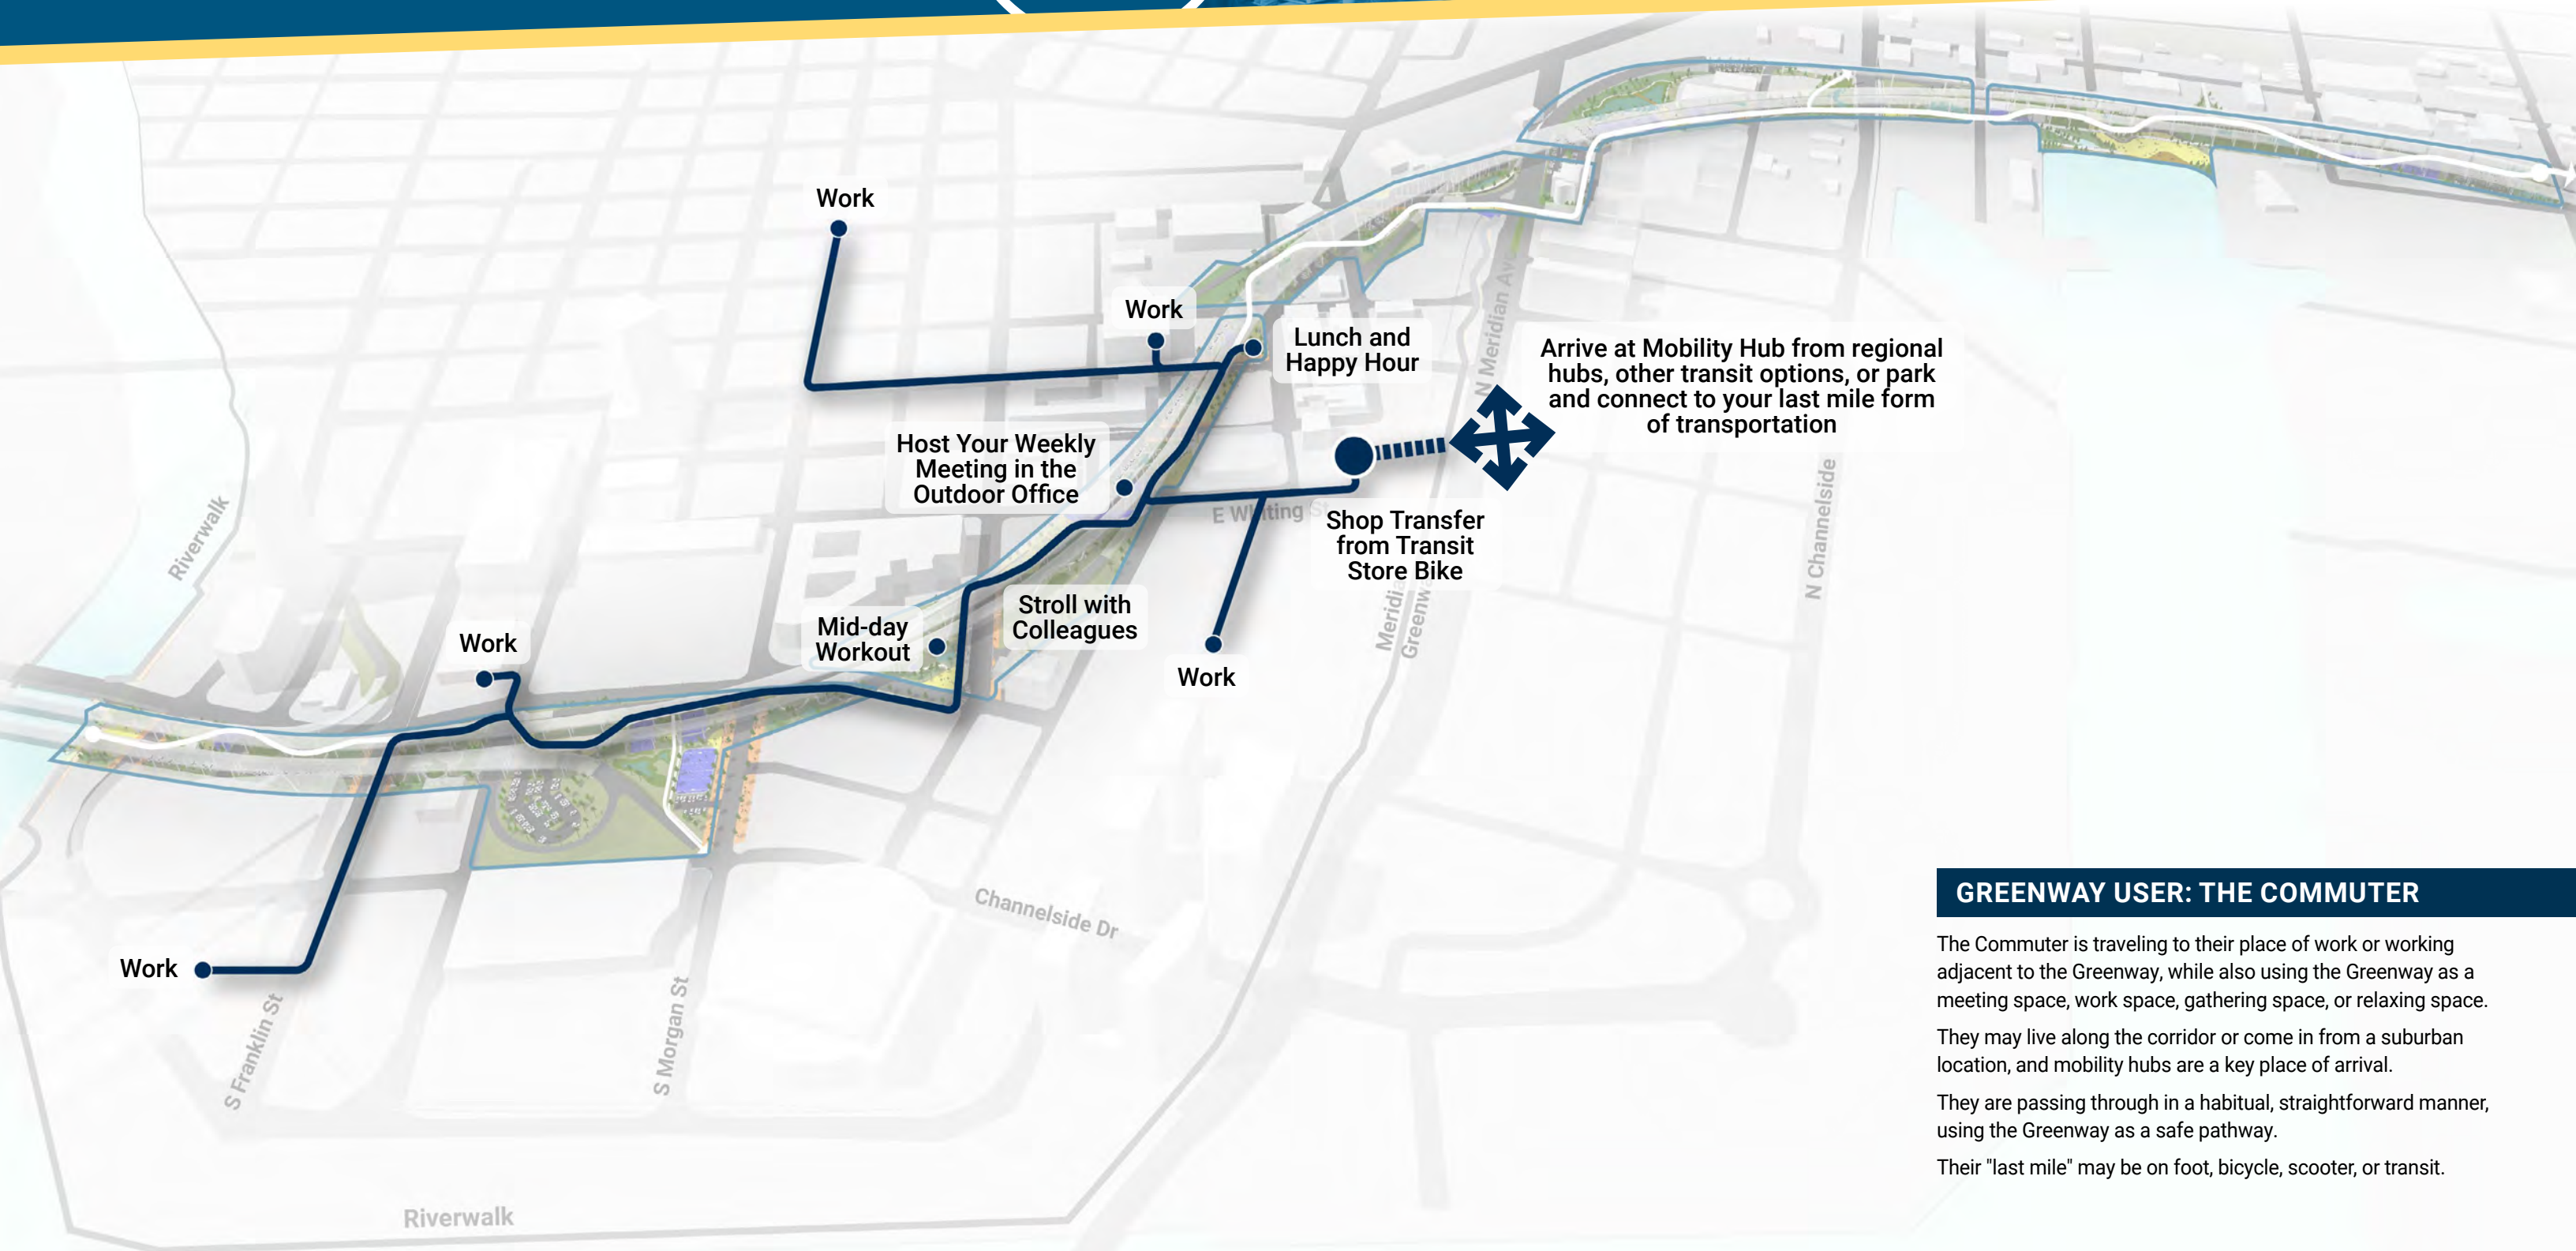 Work
Work
Lunch and
Happy Hour
N Meridian Ave
Arrive at Mobility Hub from regional
hubs, other transit options, or park
and connect to your last mile form
of transportation
Host Your Weekly
Meeting in the
Outdoor Office
Riverwalk
E Whiting St
Shop Transfer
from Transit
Store Bike
N Channelside
Stroll with
Colleagues
Mid-day
Workout
Work
Work
Greenway
Channelside Dr
Work
S Franklin St
S Morgan St
Riverwalk
GREENWAY USER: THE COMMUTER
The Commuter is traveling to their place of work or working
adjacent to the Greenway, while also using the Greenway as a
meeting space, work space, gathering space, or relaxing space.
They may live along the corridor or come in from a suburban
location, and mobility hubs are a key place of arrival.
They are passing through in a habitual, straightforward manner,
using the Greenway as a safe pathway.
Their "last mile" may be on foot, bicycle, scooter, or transit.